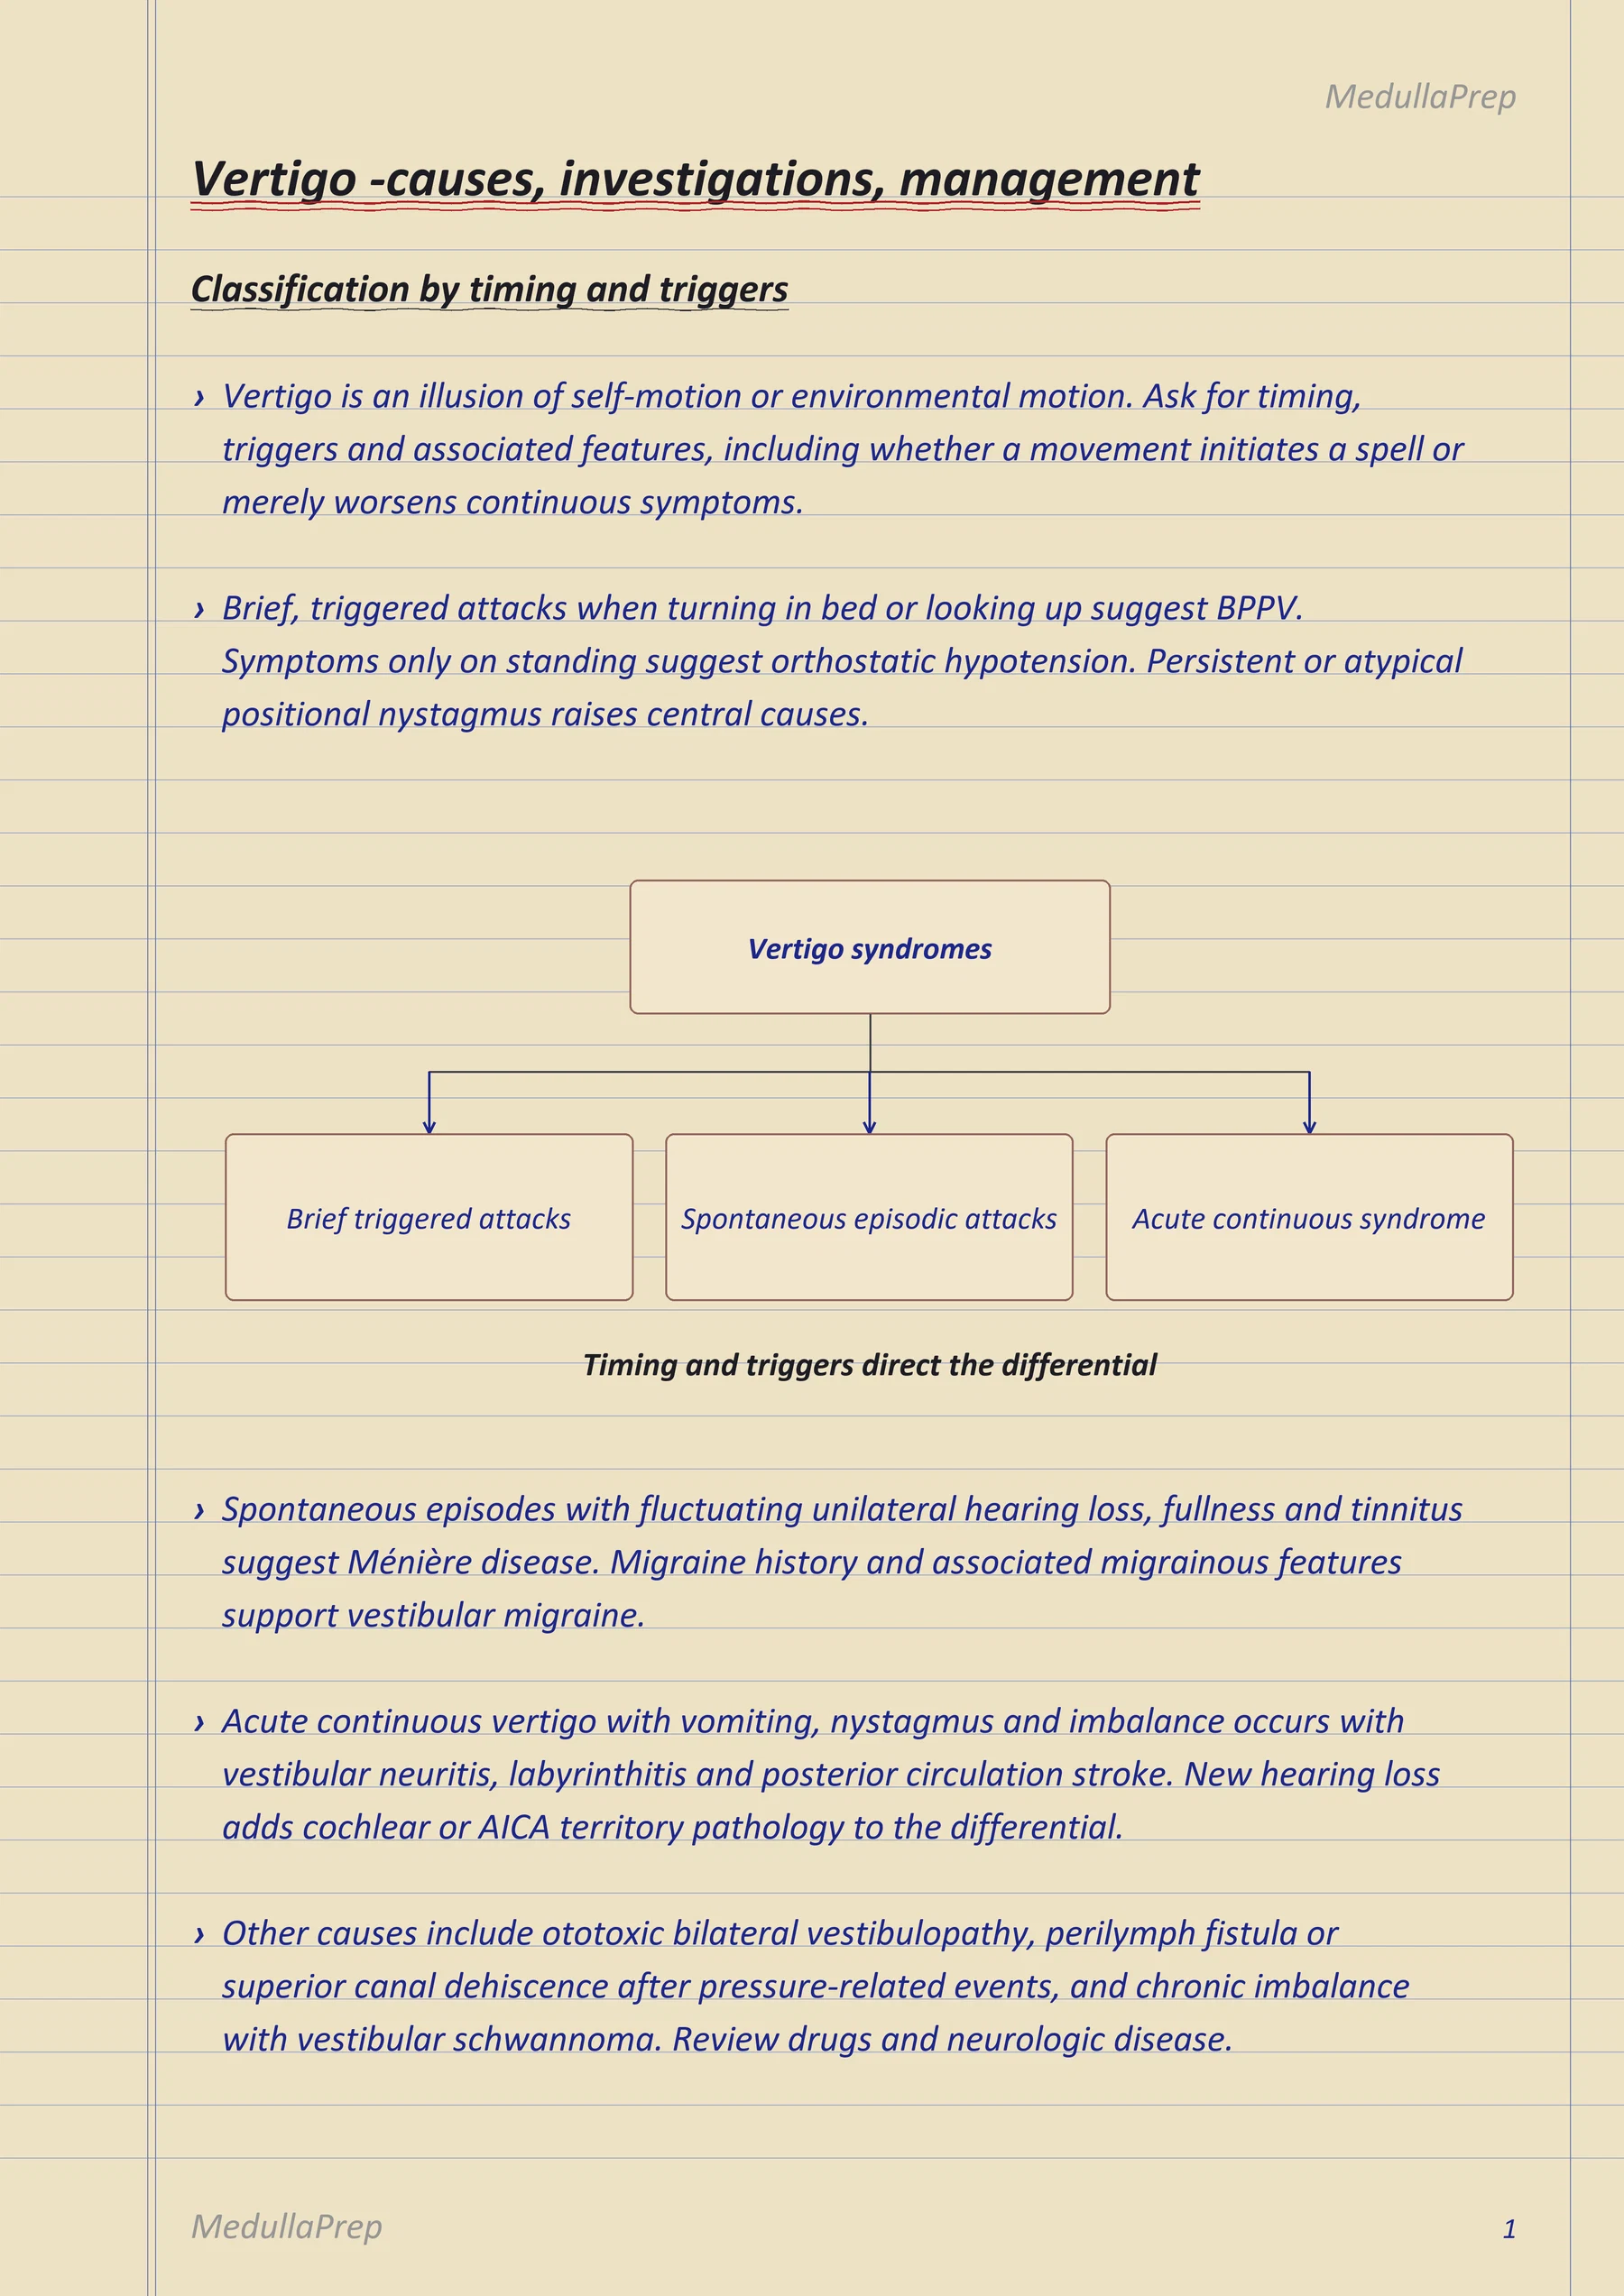 MedullaPrep
Vertigo -causes, investigations, management
Classification by timing and triggers
› Vertigo is an illusion of self-motion or environmental motion. Ask for timing,
triggers and associated features, including whether a movement initiates a spell or
merely worsens continuous symptoms.
› Brief, triggered attacks when turning in bed or looking up suggest BPPV.
Symptoms only on standing suggest orthostatic hypotension. Persistent or atypical
positional nystagmus raises central causes.
Vertigo syndromes
Brief triggered attacks
Spontaneous episodic attacks
Acute continuous syndrome
Timing and triggers direct the differential
› Spontaneous episodes with fluctuating unilateral hearing loss, fullness and tinnitus
suggest Ménière disease. Migraine history and associated migrainous features
support vestibular migraine.
› Acute continuous vertigo with vomiting, nystagmus and imbalance occurs with
vestibular neuritis, labyrinthitis and posterior circulation stroke. New hearing loss
adds cochlear or AICA territory pathology to the differential.
› Other causes include ototoxic bilateral vestibulopathy, perilymph fistula or
superior canal dehiscence after pressure-related events, and chronic imbalance
with vestibular schwannoma. Review drugs and neurologic disease.
MedullaPrep
1